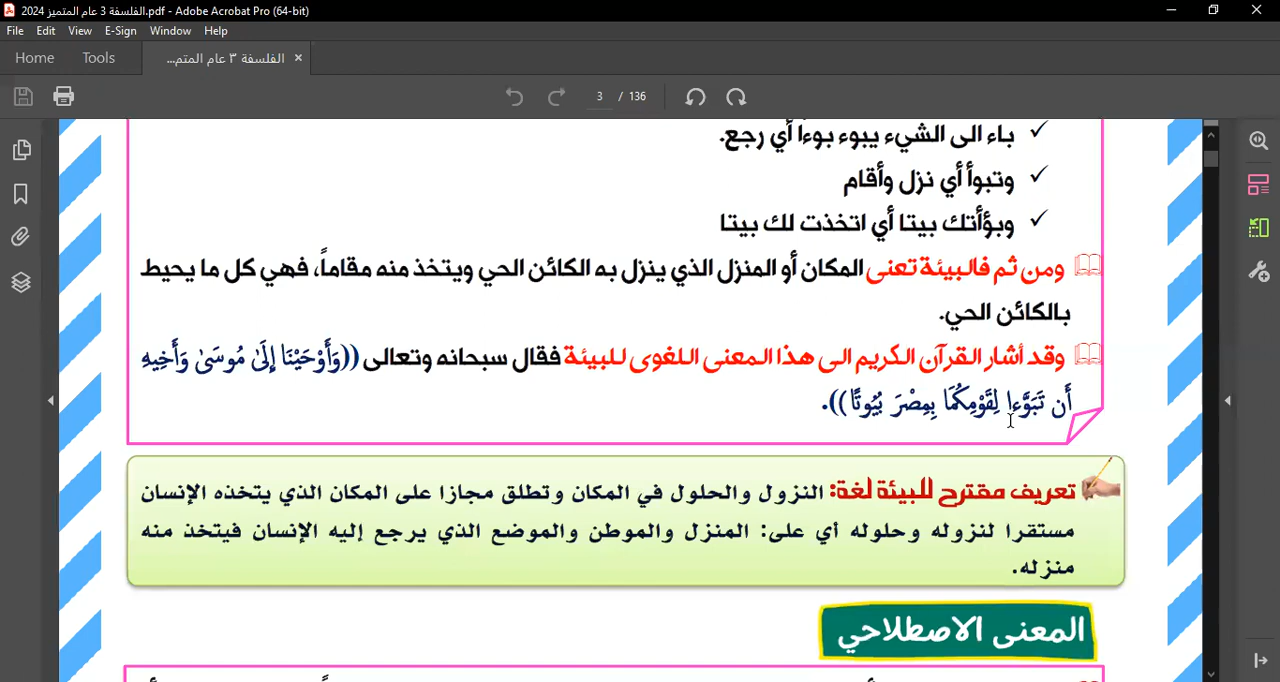 الفلسفة 3 عام المتميز 2024.pdf - Adobe Acrobat Pro (64-bit)
File Edit View E-Sign Window Help
Home Tools الفلسفة ٣ عام المتم... ×
3 / 136
باء الى الشيء يبوء بوءا أي رجع.
وتبوأ أي نزل وأقام
وبؤأتك بيتا أي اتخذت لك بيتا
ومن ثم فالبيئة تعنى المكان أو المنزل الذي ينزل به الكائن الحي ويتخذ منه مقاماً، فهي كل ما يحيط
بالكائن الحي.
وقد أشار القرآن الكريم الى هذا المعنى اللغوى للبيئة فقال سبحانه وتعالى ((وَأَوْحَيْنَا إِلَىٰ مُوسَىٰ وَأَخِيهِ
أَن تَبَوَّءَا لِقَوْمِكُمَا بِمِصْرَ بُيُوتًا)).
تعريف مقترح للبيئة لغة: النزول والحلول في المكان وتطلق مجازا على المكان الذي يتخذه الإنسان
مستقرا لنزوله وحلوله أي على: المنزل والموطن والموضع الذي يرجع إليه الإنسان فيتخذ منه
منزله.
المعنى الاصطلاحي